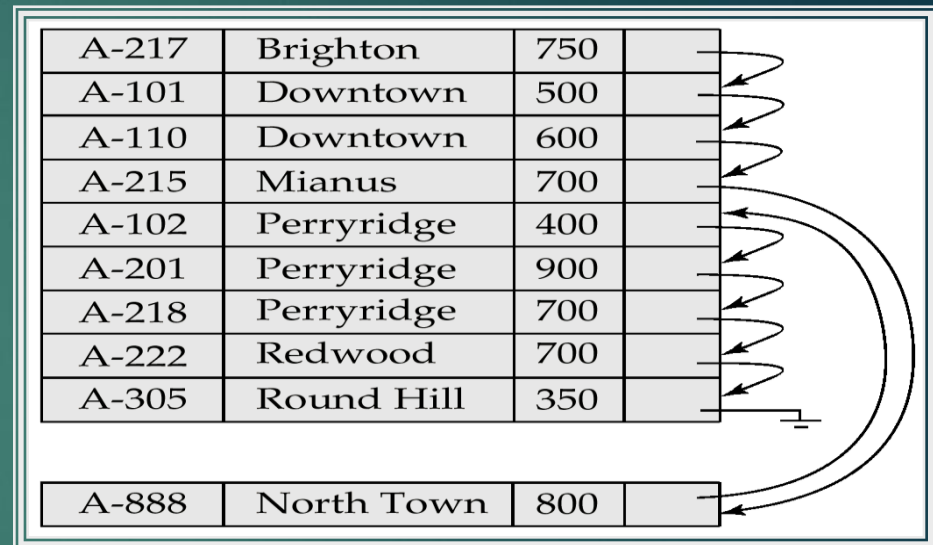 A-217 Brighton 750
A-101 Downtown 500
A-110 Downtown 600
A-215 Mianus 700
A-102 Perryridge 400
A-201 Perryridge 900
A-218 Perryridge 700
A-222 Redwood 700
A-305 Round Hill 350
A-888 North Town 800